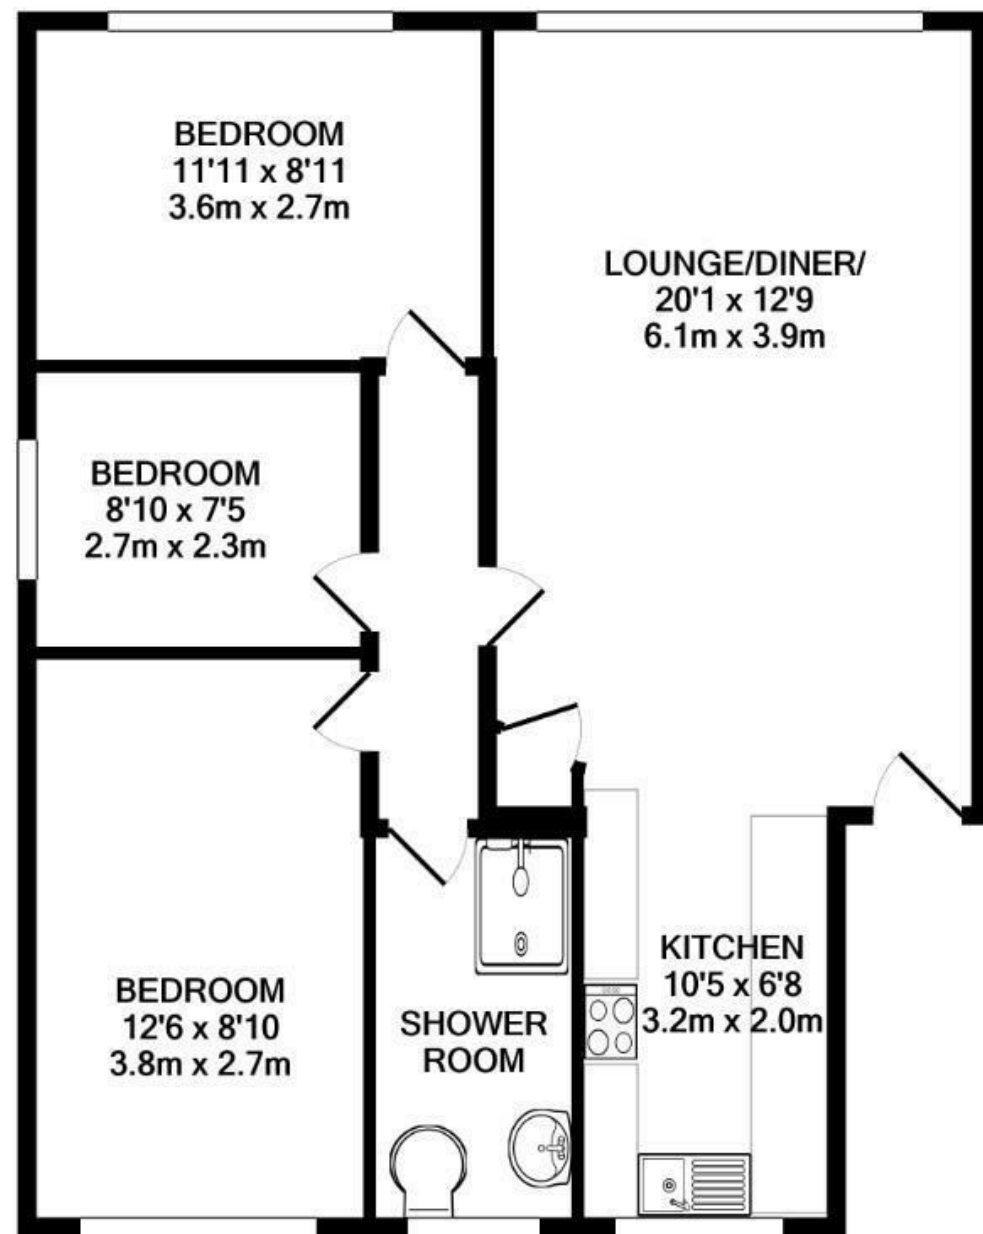 BEDROOM
11'11 x 8'11
3.6m x 2.7m
LOUNGE/DINER/
20'1 x 12'9
6.1m x 3.9m
BEDROOM
8'10 x 7'5
2.7m x 2.3m
BEDROOM
12'6 x 8'10
3.8m x 2.7m
SHOWER
ROOM
KITCHEN
10'5 x 6'8
3.2m x 2.0m